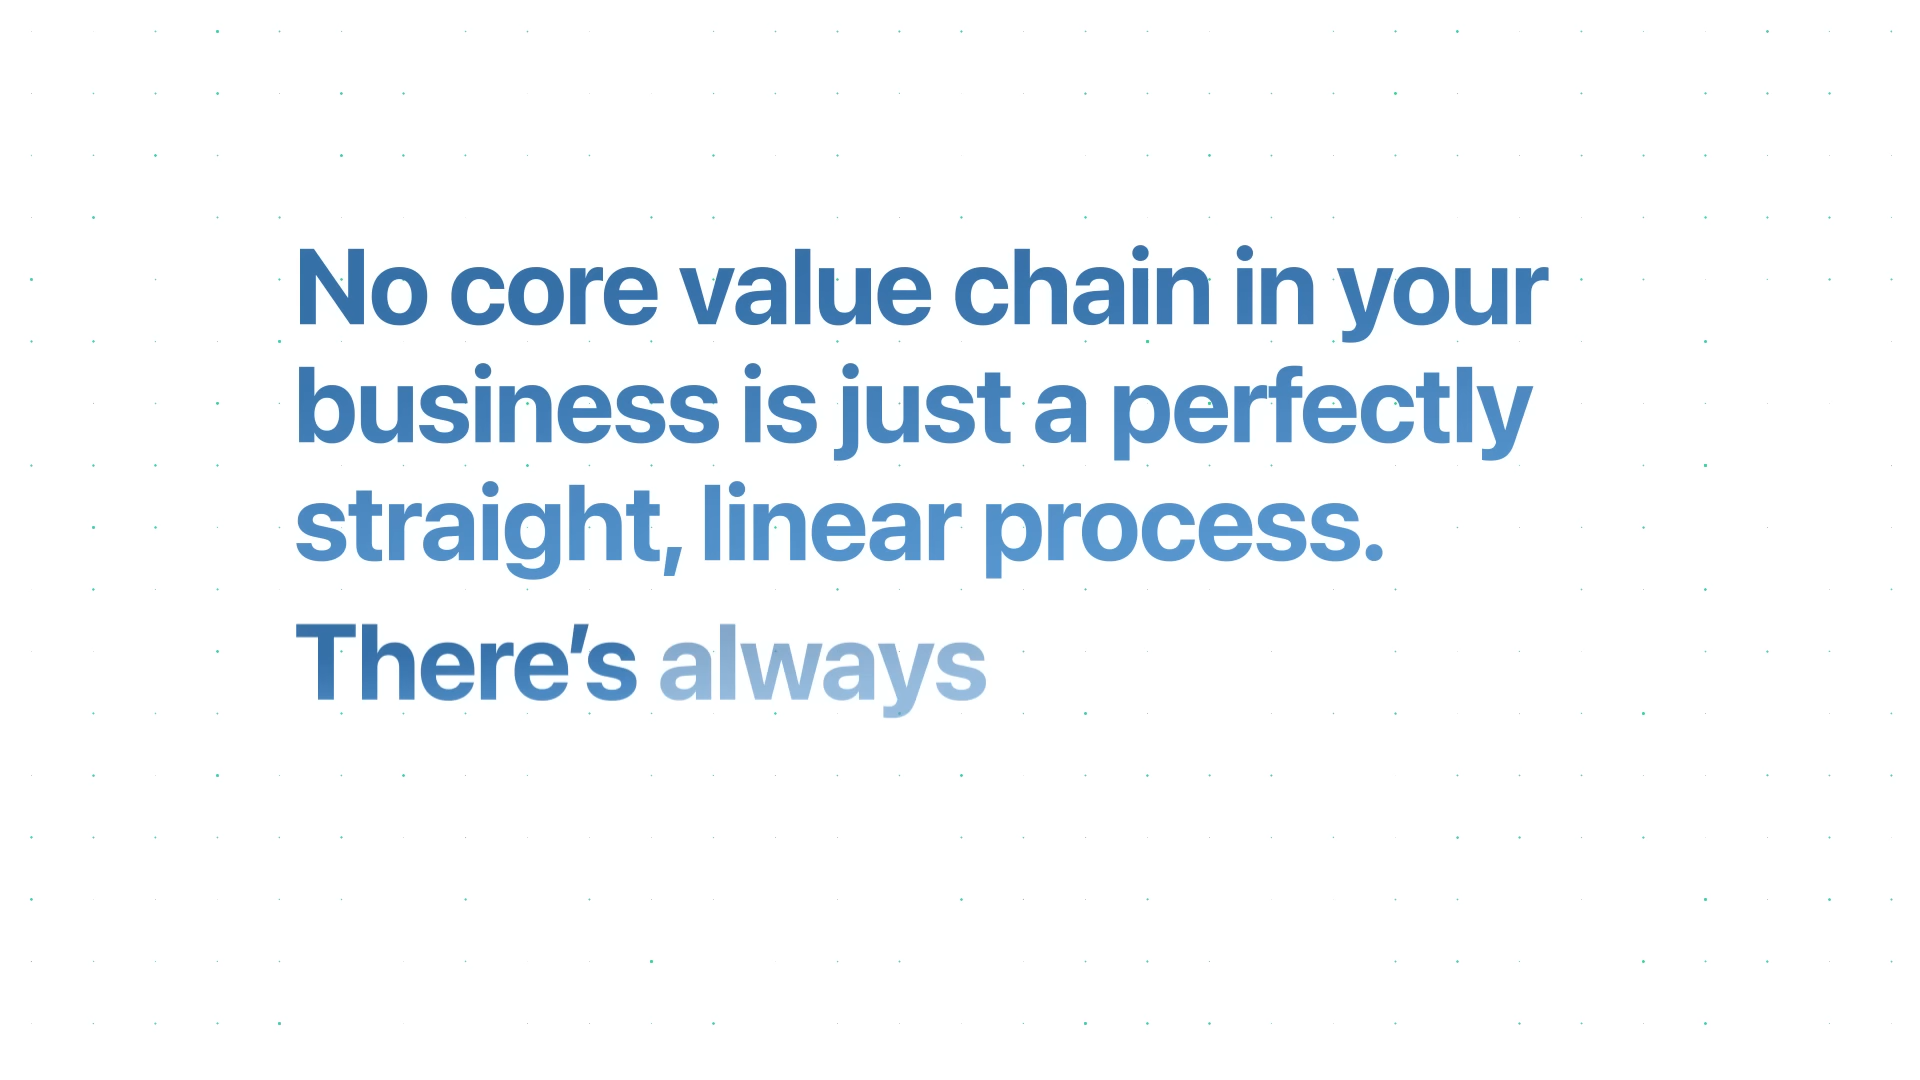 No core value chain in your
business is just a perfectly
straight, linear process.
There’s always